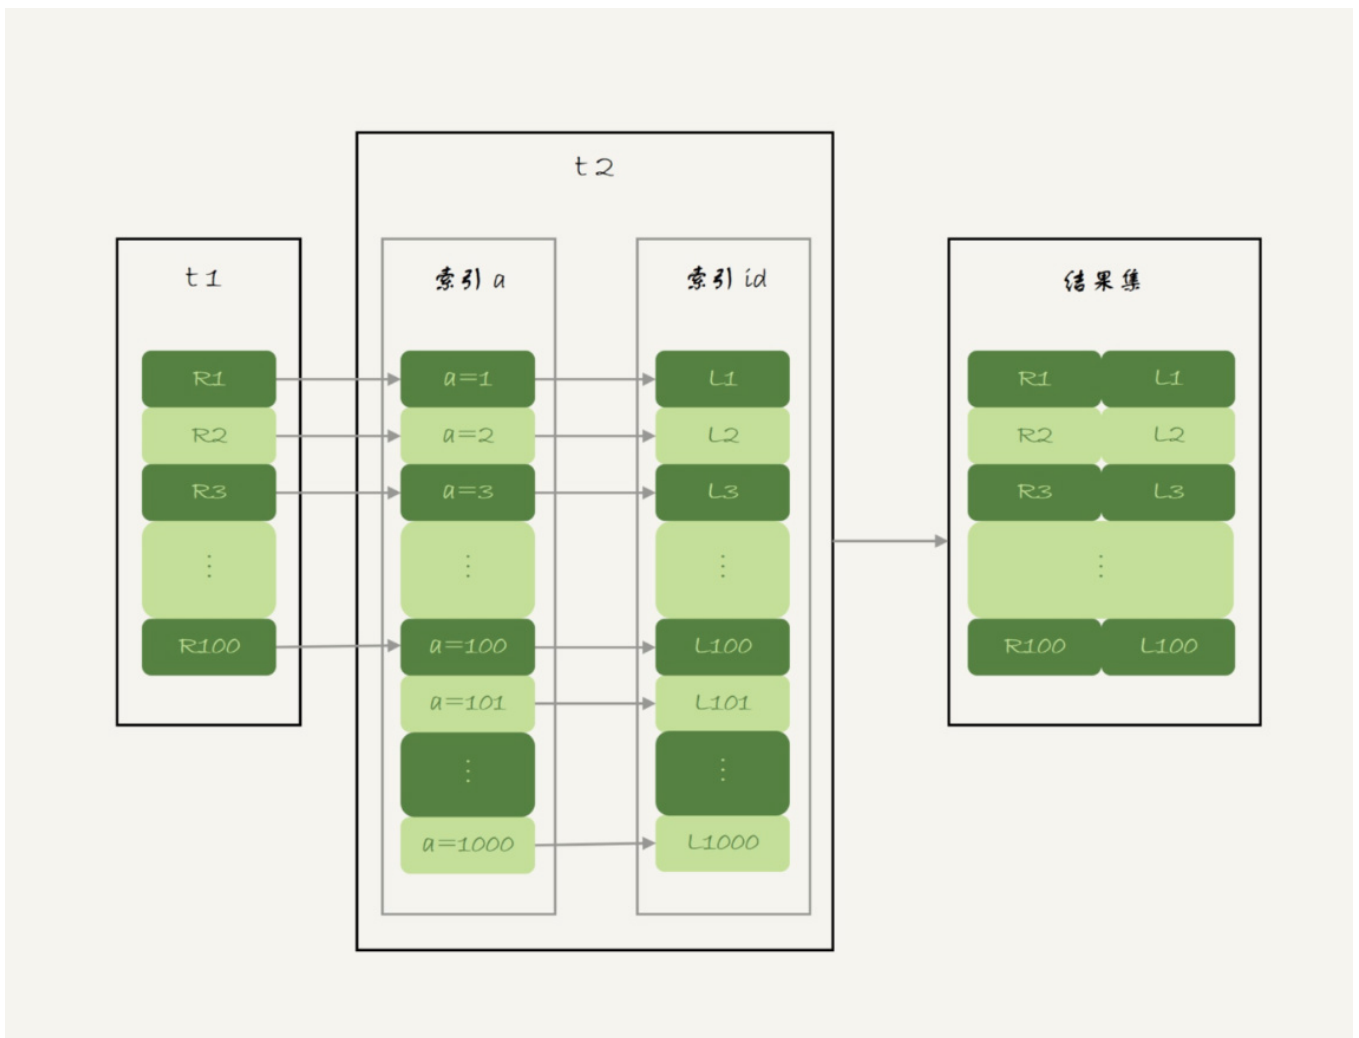 t2
t1
索引 a
索引 id
结果集
R1
a=1
L1
R1
L1
R2
a=2
L2
R2
L2
R3
a=3
L3
R3
L3
⋮
⋮
⋮
⋮
R100
a=100
L100
R100
L100
a=101
L101
⋮
⋮
a=1000
L1000